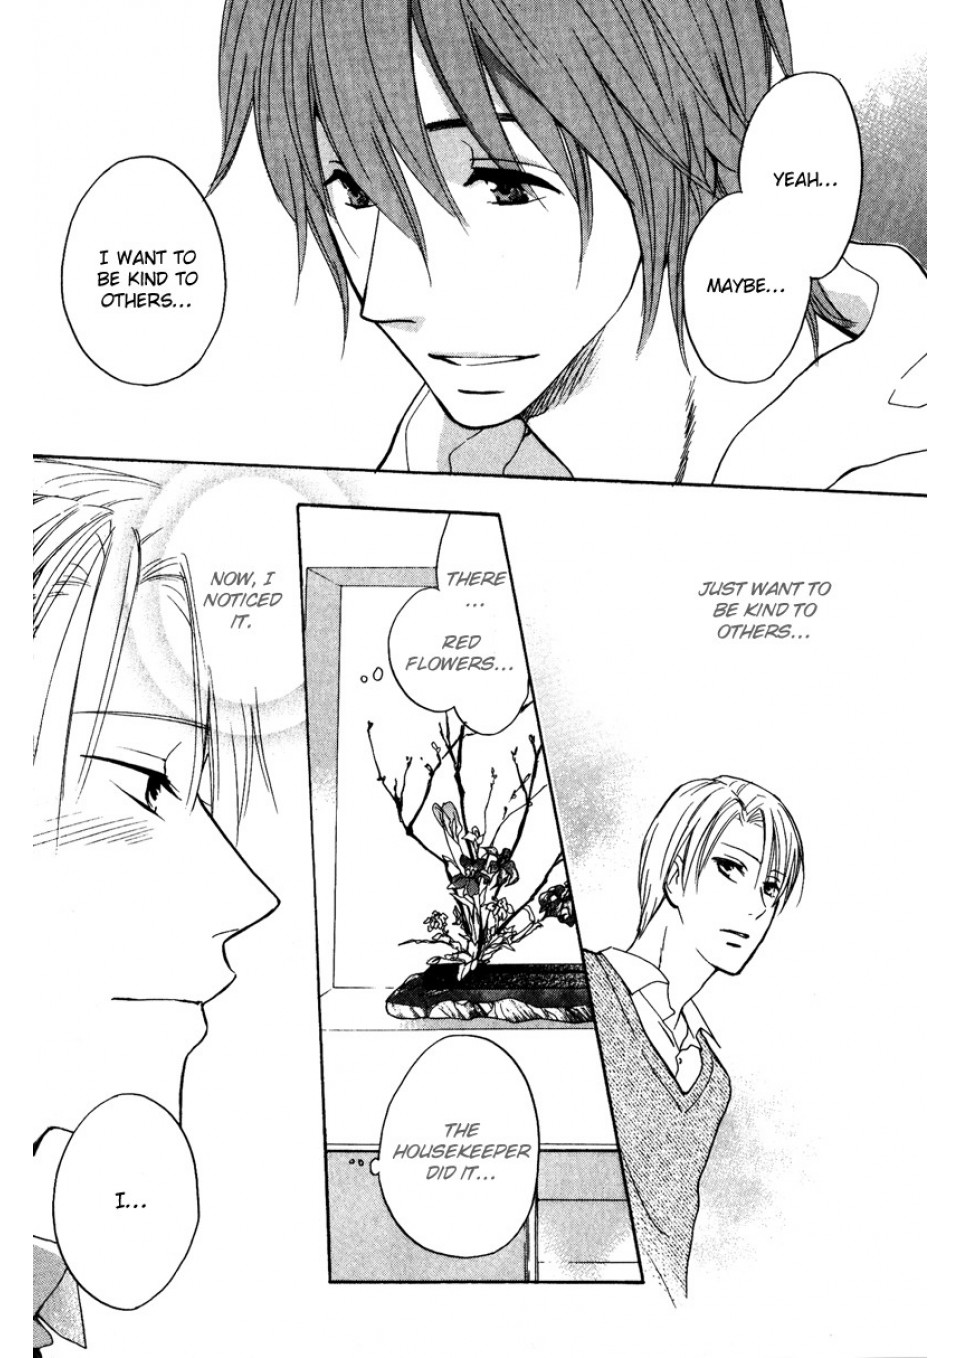 YEAH...
MAYBE...
I WANT TO
BE KIND TO
OTHERS...
JUST WANT TO
BE KIND TO
OTHERS...
THERE
...
RED
FLOWERS...
THE
HOUSEKEEPER
DID IT...
NOW, I
NOTICED
IT.
I...